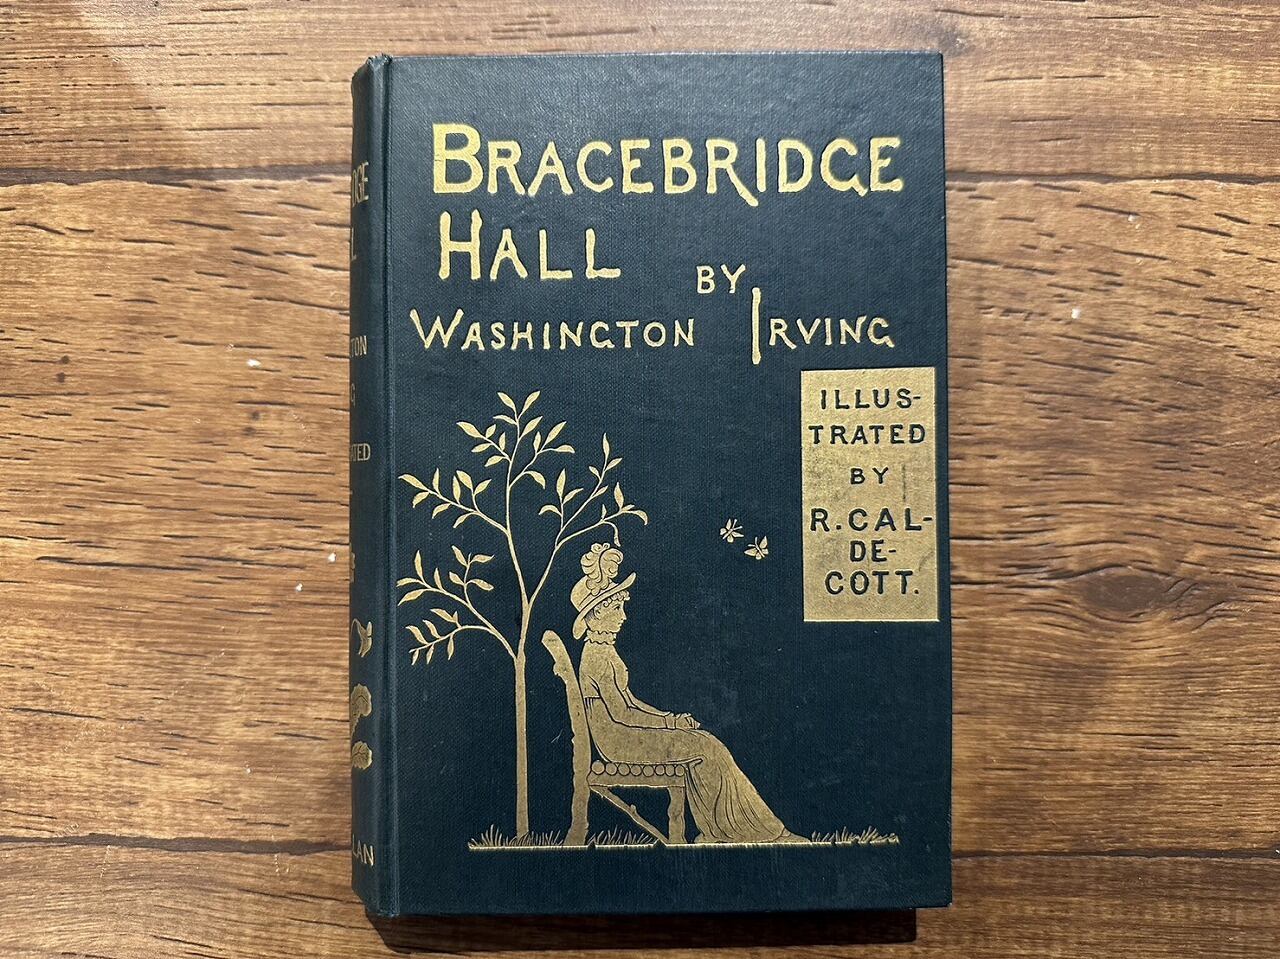 BRACEBRIDGE
HALL
BY
WASHINGTON IRVING
ILLUS-
TRATED
BY
R. CAL-
DE-
COTT.